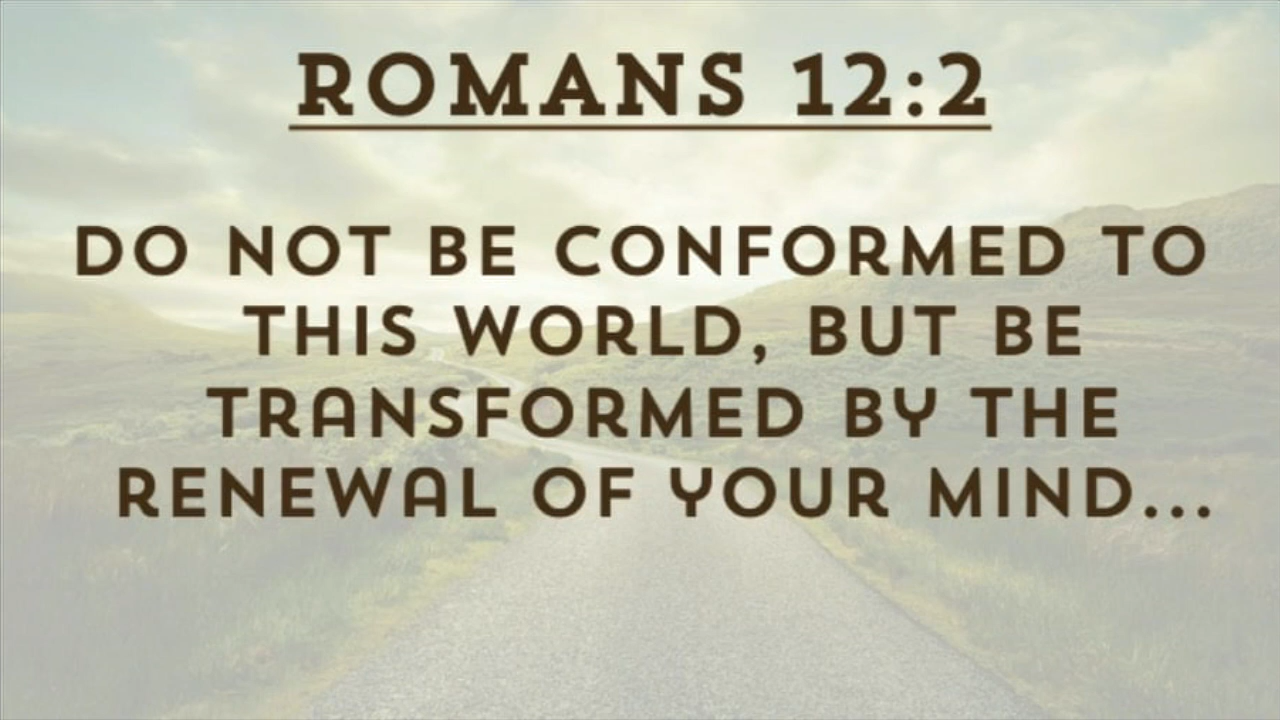 ROMANS 12:2
DO NOT BE CONFORMED TO
THIS WORLD, BUT BE
TRANSFORMED BY THE
RENEWAL OF YOUR MIND...